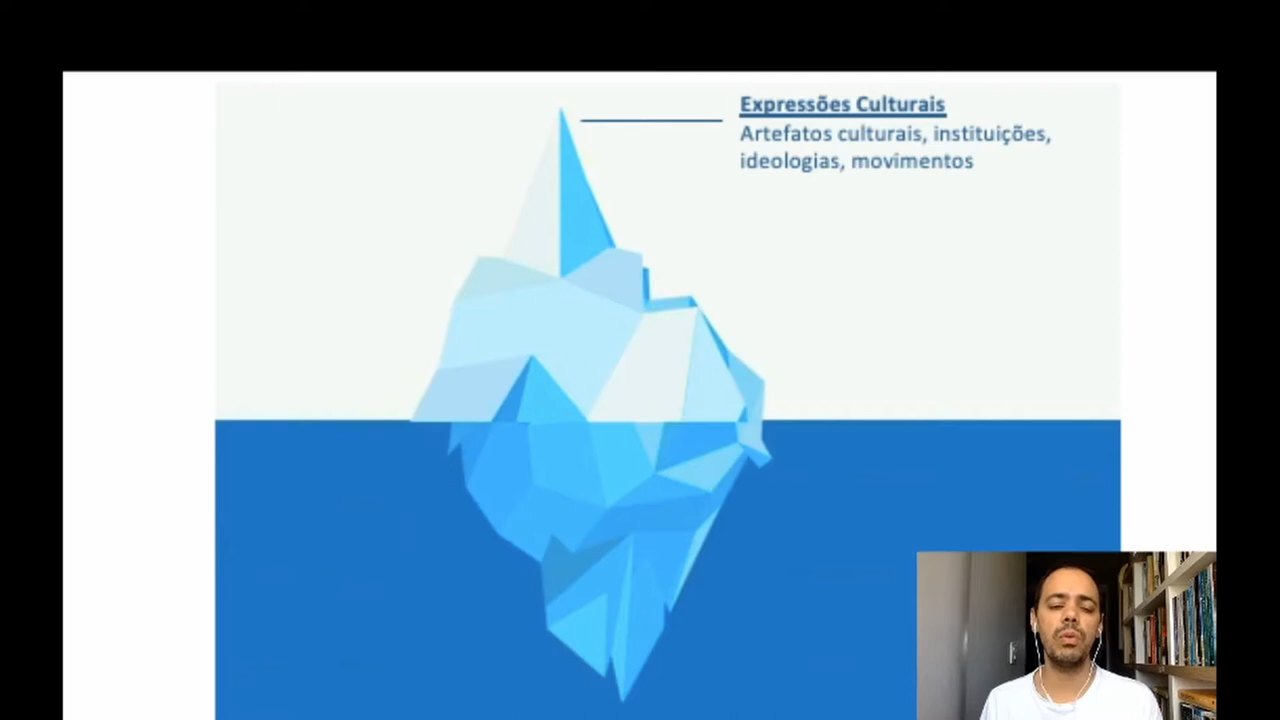 Expressões Culturais
Artefatos culturais, instituições,
ideologias, movimentos